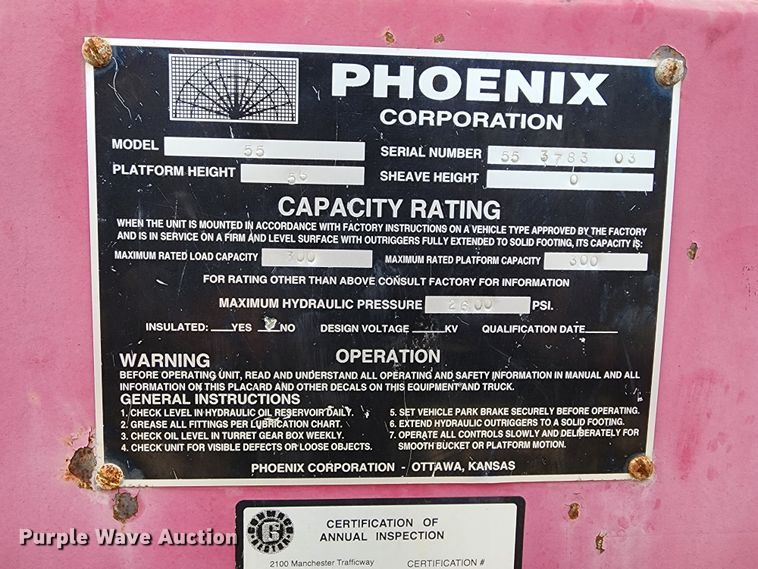 PHOENIX
CORPORATION
MODEL 55
SERIAL NUMBER 55 3783 03
PLATFORM HEIGHT 55
SHEAVE HEIGHT 0
CAPACITY RATING
WHEN THE UNIT IS MOUNTED IN ACCORDANCE WITH FACTORY INSTRUCTIONS ON A VEHICLE TYPE APPROVED BY THE FACTORY
AND IS IN SERVICE ON A FIRM AND LEVEL SURFACE WITH OUTRIGGERS FULLY EXTENDED TO SOLID FOOTING, ITS CAPACITY IS:
MAXIMUM RATED LOAD CAPACITY 300 MAXIMUM RATED PLATFORM CAPACITY 300
FOR RATING OTHER THAN ABOVE CONSULT FACTORY FOR INFORMATION
MAXIMUM HYDRAULIC PRESSURE 2600 PSI.
INSULATED: YES NO DESIGN VOLTAGE KV QUALIFICATION DATE
OPERATION
WARNING
BEFORE OPERATING UNIT, READ AND UNDERSTAND ALL OPERATING AND SAFETY INFORMATION IN MANUAL AND ALL
INFORMATION ON THIS PLACARD AND OTHER DECALS ON THIS EQUIPMENT AND TRUCK.
GENERAL INSTRUCTIONS
1. CHECK LEVEL IN HYDRAULIC OIL RESERVOIR DAILY.
2. GREASE ALL FITTINGS PER LUBRICATION CHART.
3. CHECK OIL LEVEL IN TURRET GEAR BOX WEEKLY.
4. CHECK UNIT FOR VISIBLE DEFECTS OR LOOSE OBJECTS.
5. SET VEHICLE PARK BRAKE SECURELY BEFORE OPERATING.
6. EXTEND HYDRAULIC OUTRIGGERS TO A SOLID FOOTING.
7. OPERATE ALL CONTROLS SLOWLY AND DELIBERATELY FOR
SMOOTH BUCKET OR PLATFORM MOTION.
PHOENIX CORPORATION - OTTAWA, KANSAS
CERTIFICATION OF
ANNUAL INSPECTION
2100 Manchester Trafficway
CERTIFICATION #
Purple Wave Auction